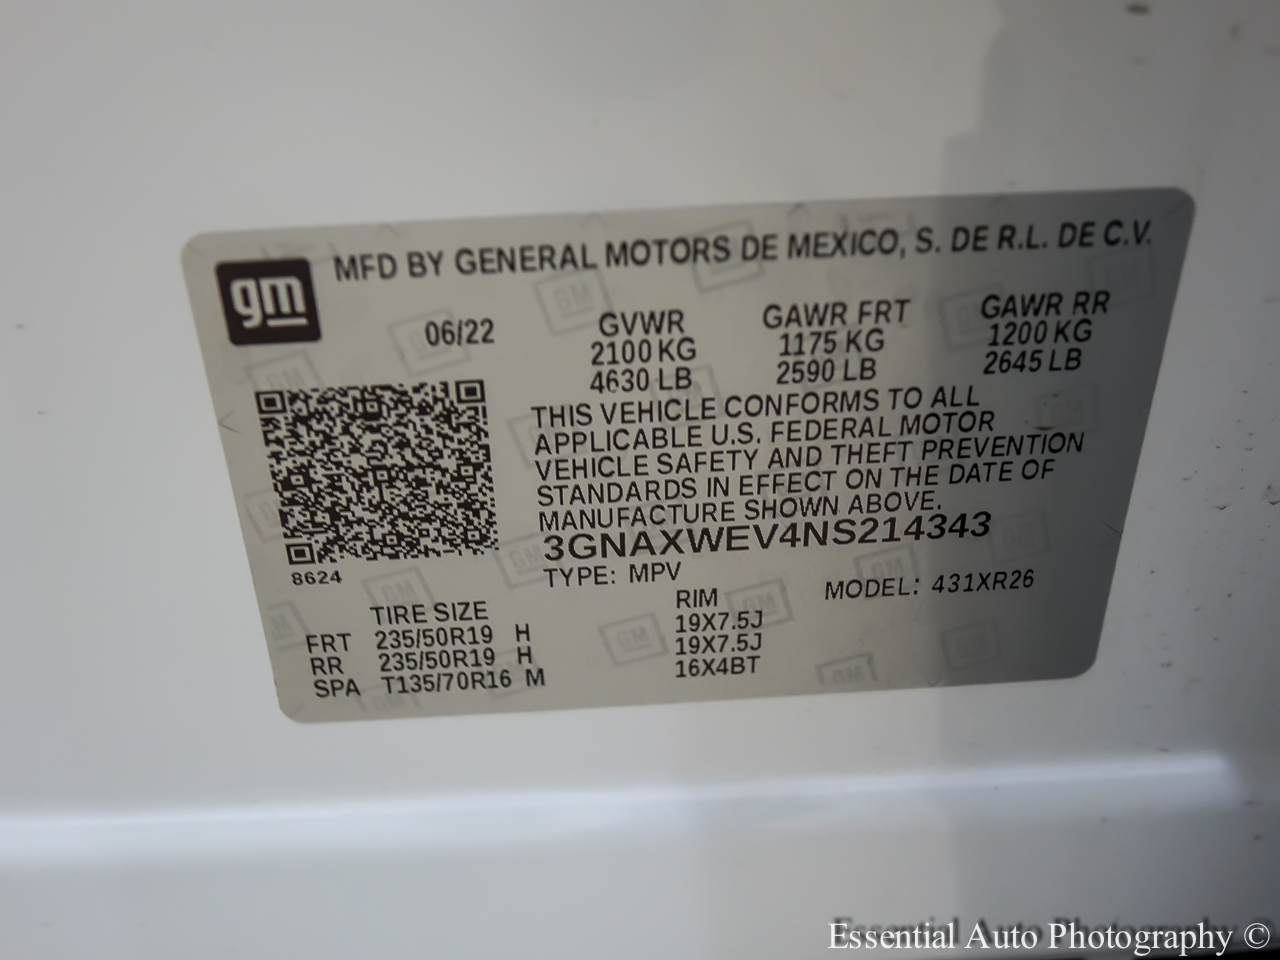 gm
MFD BY GENERAL MOTORS DE MEXICO, S. DE R.L. DE C.V.
06/22
GVWR GAWR FRT GAWR RR
2100 KG 1175 KG 1200 KG
4630 LB 2590 LB 2645 LB
THIS VEHICLE CONFORMS TO ALL
APPLICABLE U.S. FEDERAL MOTOR
VEHICLE SAFETY AND THEFT PREVENTION
STANDARDS IN EFFECT ON THE DATE OF
MANUFACTURE SHOWN ABOVE.
3GNAXWEV4NS214343
8624
TYPE: MPV MODEL: 431XR26
TIRE SIZE RIM
FRT 235/50R19 H 19X7.5J
RR 235/50R19 H 19X7.5J
SPA T135/70R16 M 16X4BT
Essential Auto Photography ©